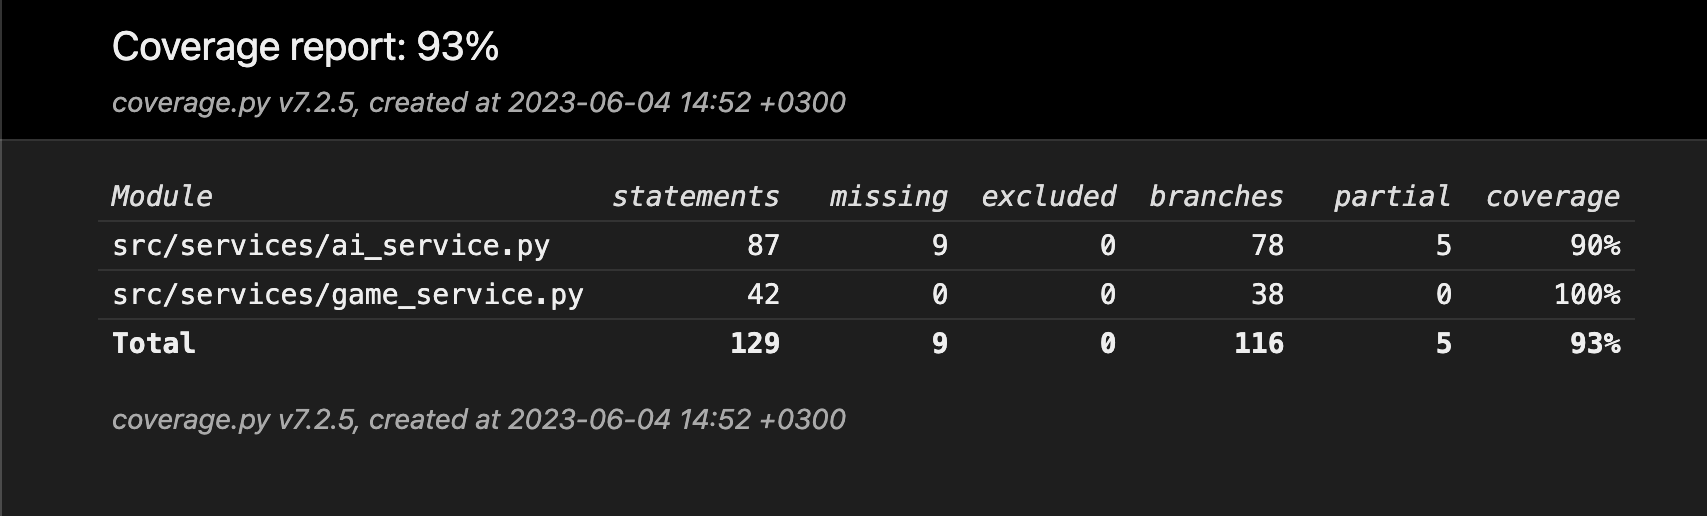 Coverage report: 93%
coverage.py v7.2.5, created at 2023-06-04 14:52 +0300
Module statements missing excluded branches partial coverage
src/services/ai_service.py 87 9 0 78 5 90%
src/services/game_service.py 42 0 0 38 0 100%
Total 129 9 0 116 5 93%
coverage.py v7.2.5, created at 2023-06-04 14:52 +0300